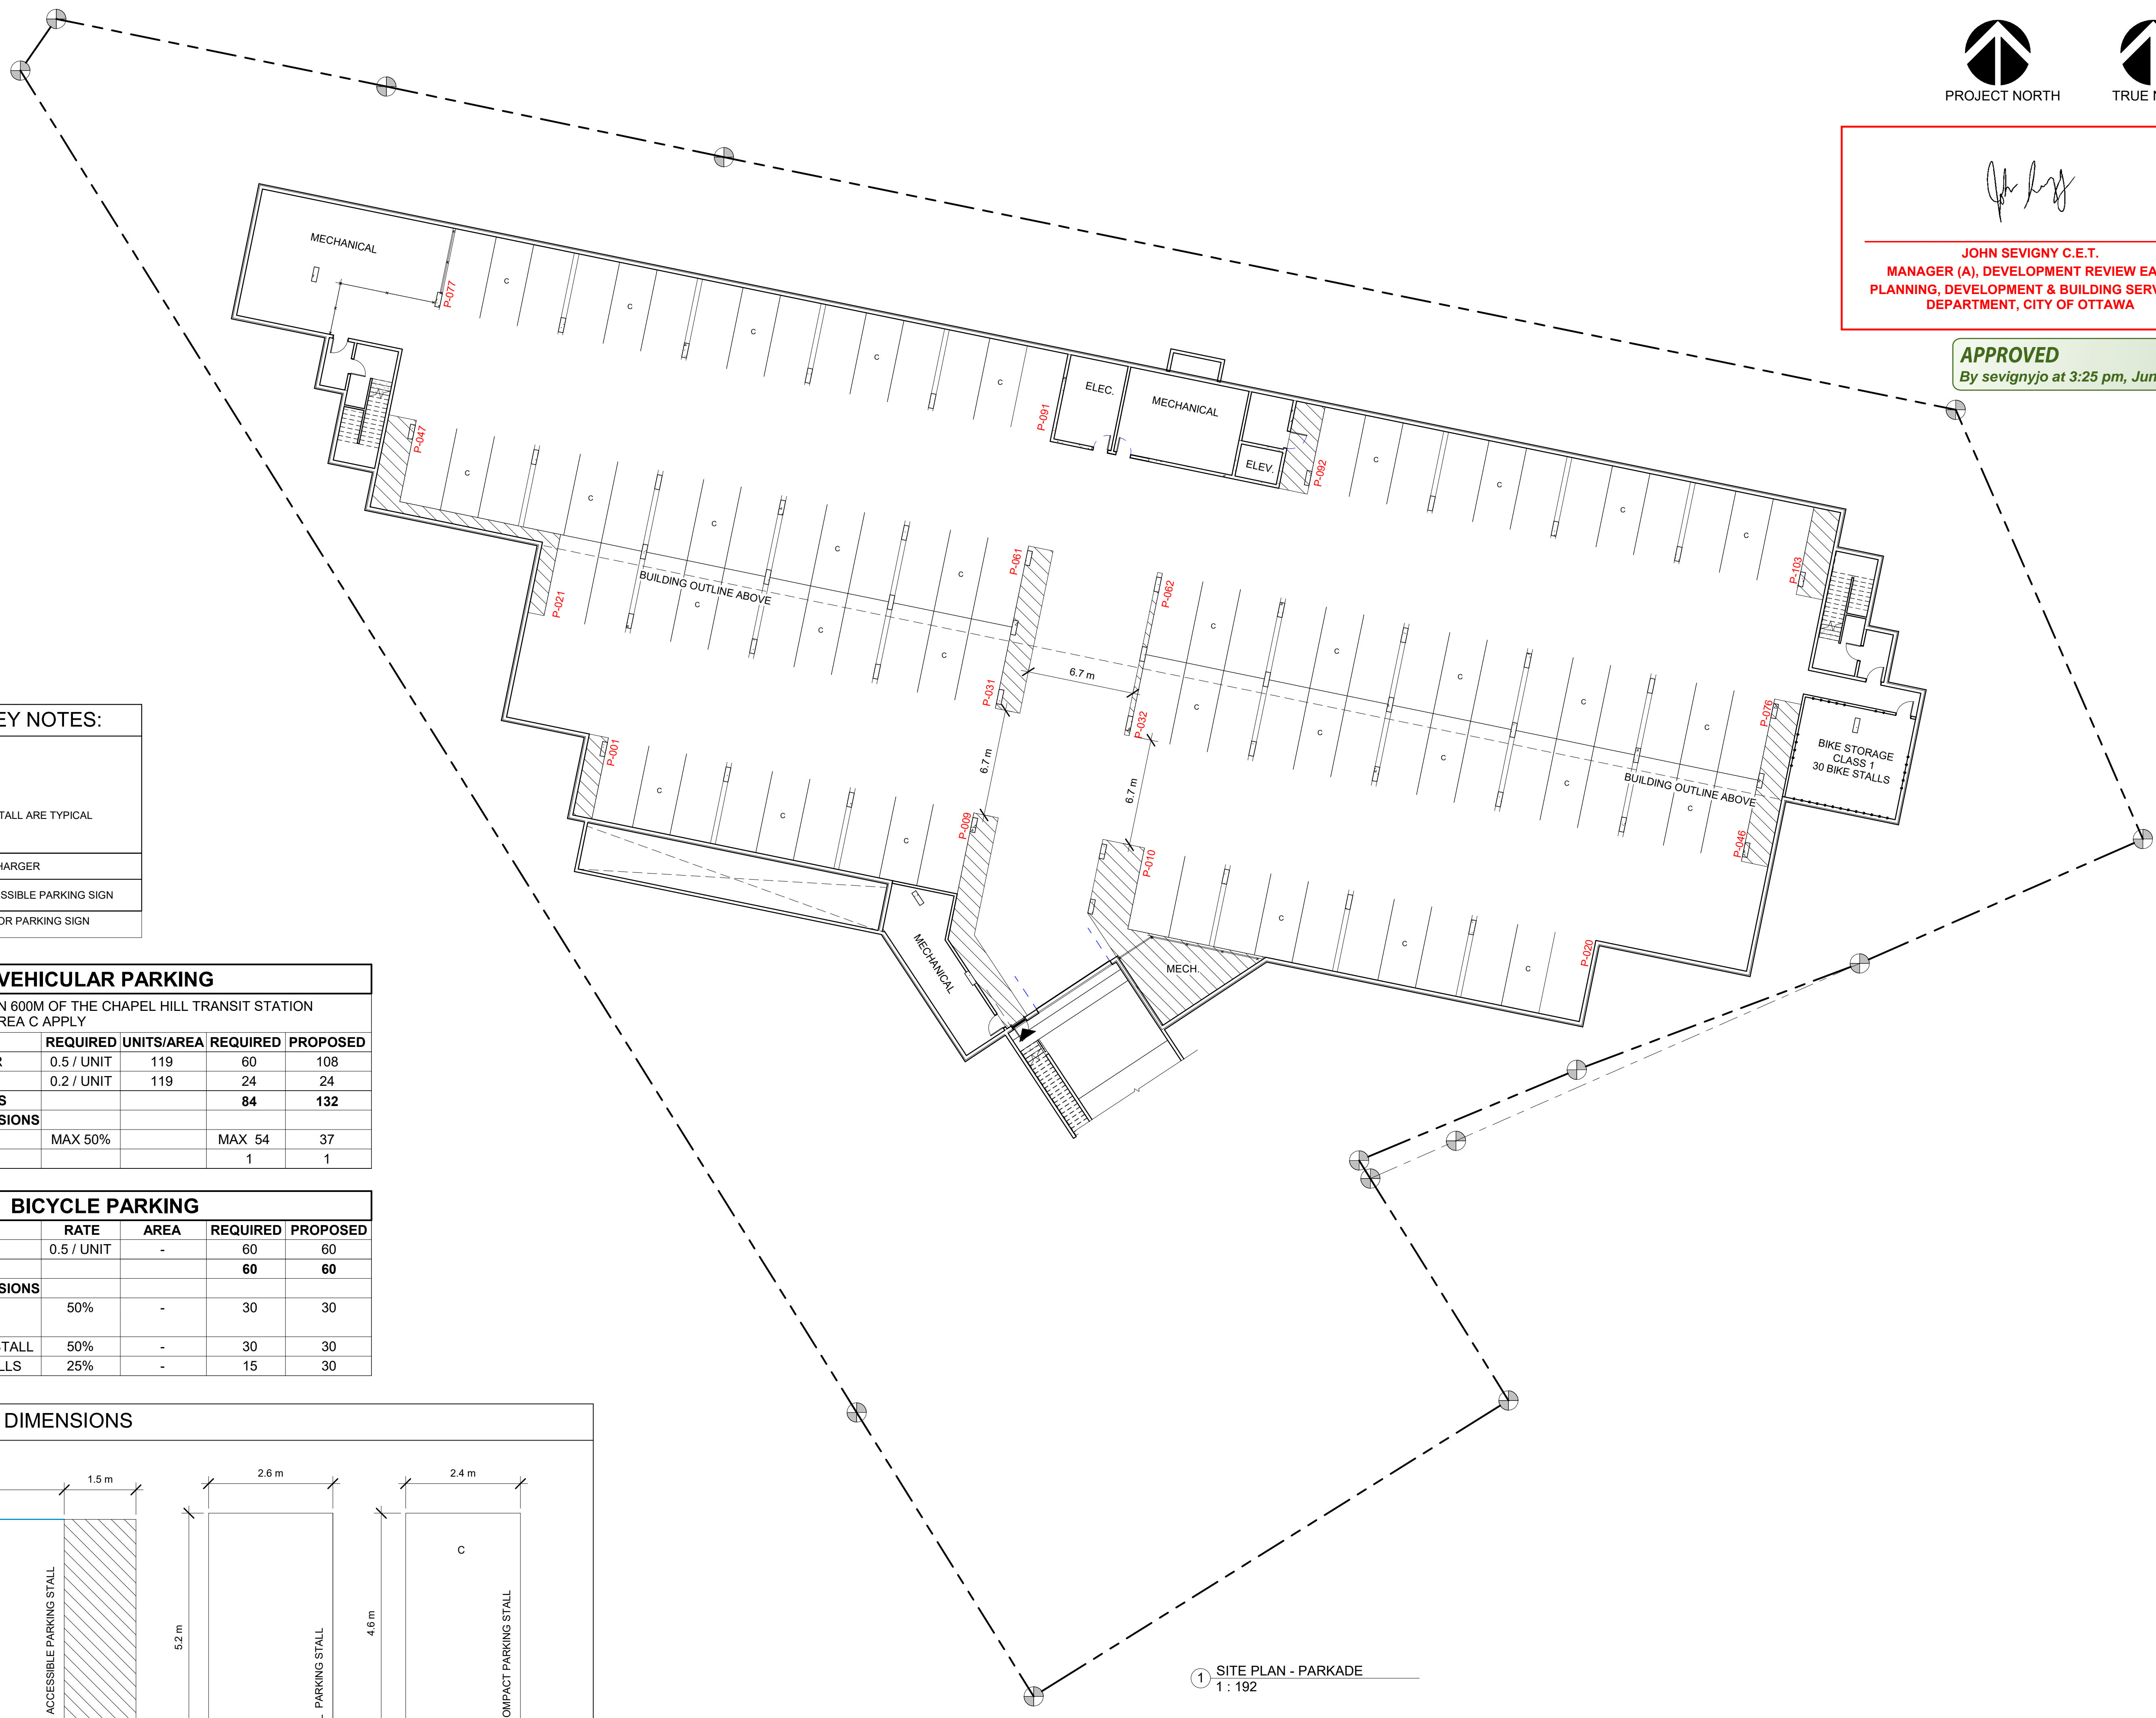 PROJECT NORTH
TRUE N
JOHN SEVIGNY C.E.T.
MANAGER (A), DEVELOPMENT REVIEW EA
PLANNING, DEVELOPMENT & BUILDING SERV
DEPARTMENT, CITY OF OTTAWA
APPROVED
By sevignyjo at 3:25 pm, Jun
MECHANICAL
P-077
C
C
C
C
C
P-091
ELEC.
MECHANICAL
ELEV.
P-092
C
C
C
C
P-103
P-047
C
C
C
C
C
P-061
P-062
C
C
C
C
C
P-076
BUILDING OUTLINE ABOVE
P-021
C
C
C
P-031
6.7 m
P-032
C
C
C
C
C
P-046
BUILDING OUTLINE ABOVE
BIKE STORAGE
CLASS 1
30 BIKE STALLS
6.7 m
6.7 m
P-001
C
C
C
P-009
P-010
C
C
C
P-020
MECHANICAL
MECH.
EY NOTES:
TALL ARE TYPICAL
HARGER
SSIBLE PARKING SIGN
OR PARKING SIGN
VEHICULAR PARKING
N 600M OF THE CHAPEL HILL TRANSIT STATION
REA C APPLY
REQUIRED UNITS/AREA REQUIRED PROPOSED
R 0.5 / UNIT 119 60 108
0.2 / UNIT 119 24 24
S 84 132
SIONS
MAX 50% MAX 54 37
1 1
BICYCLE PARKING
RATE AREA REQUIRED PROPOSED
0.5 / UNIT - 60 60
60 60
SIONS
50% - 30 30
STALL 50% - 30 30
LLS 25% - 15 30
DIMENSIONS
1.5 m
2.6 m
2.4 m
C
5.2 m
4.6 m
ACCESSIBLE PARKING STALL
L PARKING STALL
OMPACT PARKING STALL
1 SITE PLAN - PARKADE
1 : 192